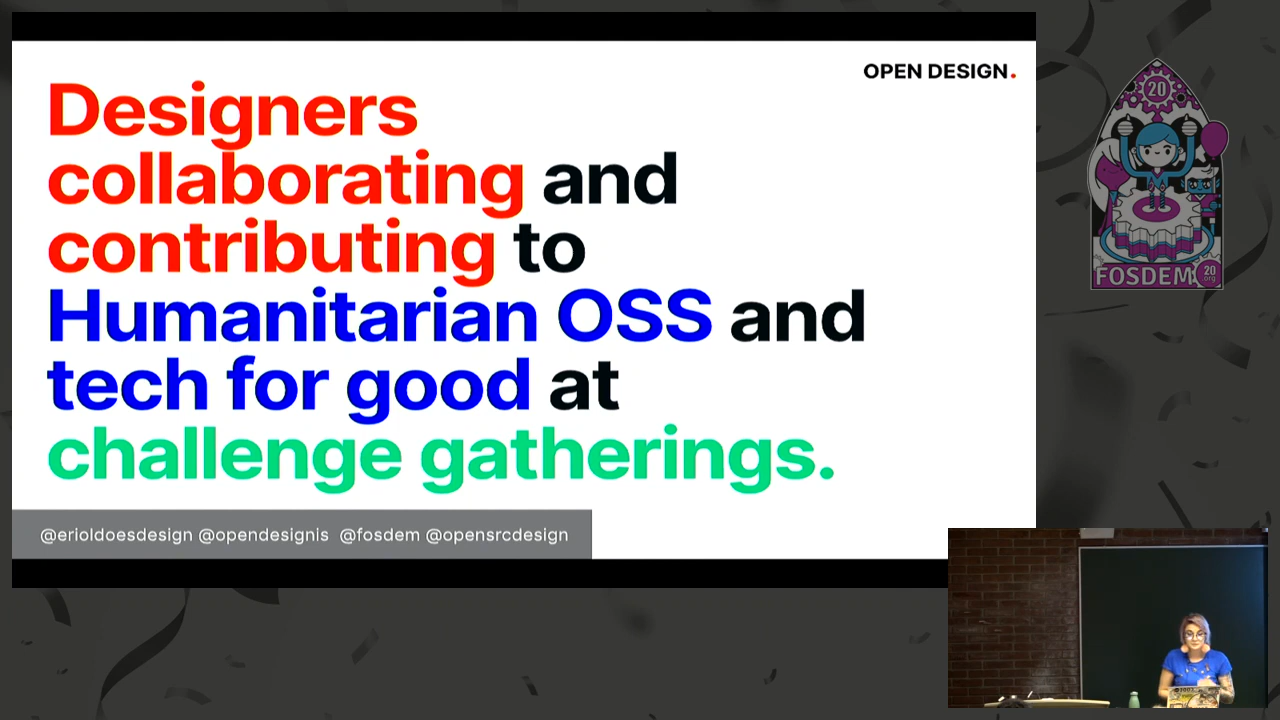 OPEN DESIGN.
Designers
collaborating and
contributing to
Humanitarian OSS and
tech for good at
challenge gatherings.
@erioldoesdesign @opendesignis @fosdem @opensrcdesign
20
FOSDEM
20
org